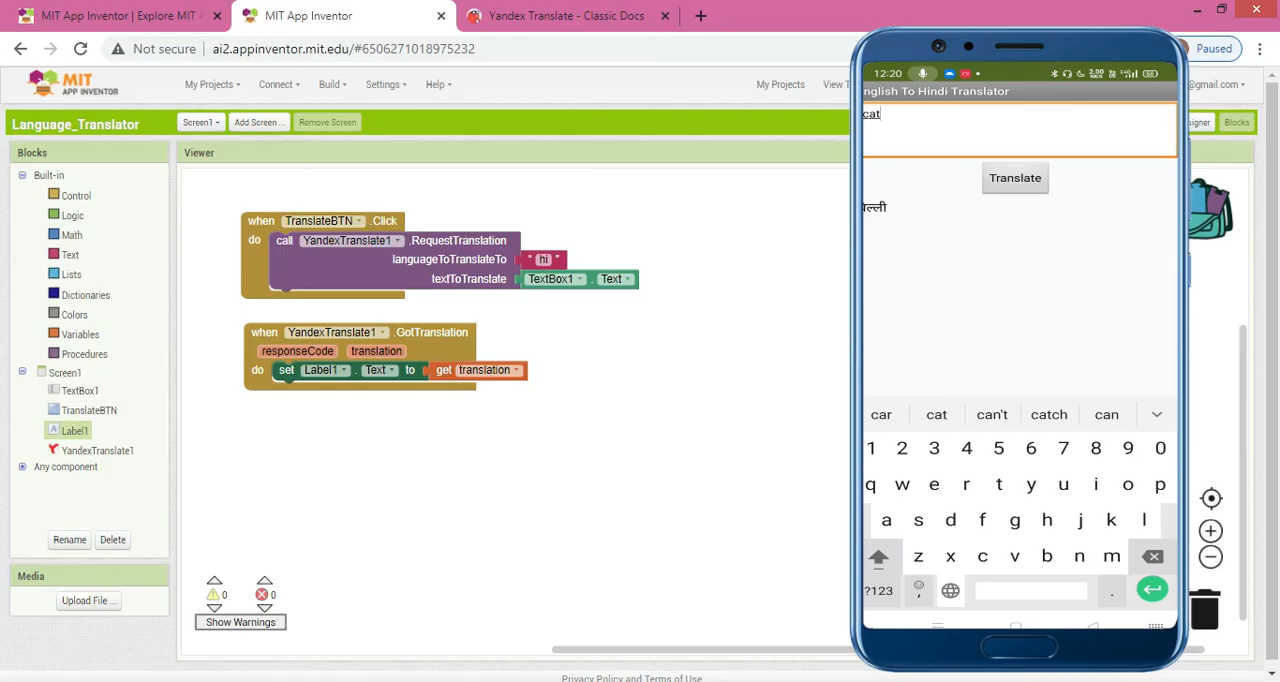 MIT App Inventor | Explore MIT A
MIT App Inventor
Yandex Translate - Classic Docs
Not secure
ai2.appinventor.mit.edu/#6506271018975232
Paused
MIT
APP INVENTOR
My Projects
Connect
Build
Settings
Help
My Projects
View T
@gmail.com
Language_Translator
Screen1
Add Screen ...
Remove Screen
igner
Blocks
Blocks
Built-in
Control
Logic
Math
Text
Lists
Dictionaries
Colors
Variables
Procedures
Screen1
TextBox1
TranslateBTN
Label1
YandexTranslate1
Any component
Rename
Delete
Media
Upload File ...
Viewer
when TranslateBTN .Click
do call YandexTranslate1 .RequestTranslation
languageToTranslateTo " hi "
textToTranslate TextBox1 . Text
when YandexTranslate1 .GotTranslation
responseCode translation
do set Label1 . Text to get translation
0 0
Show Warnings
12:20
nglish To Hindi Translator
cat
Translate
बिल्ली
car cat can't catch can
1 2 3 4 5 6 7 8 9 0
q w e r t y u i o p
a s d f g h j k l
z x c v b n m
?123 , .
Privacy Policy and Terms of Use